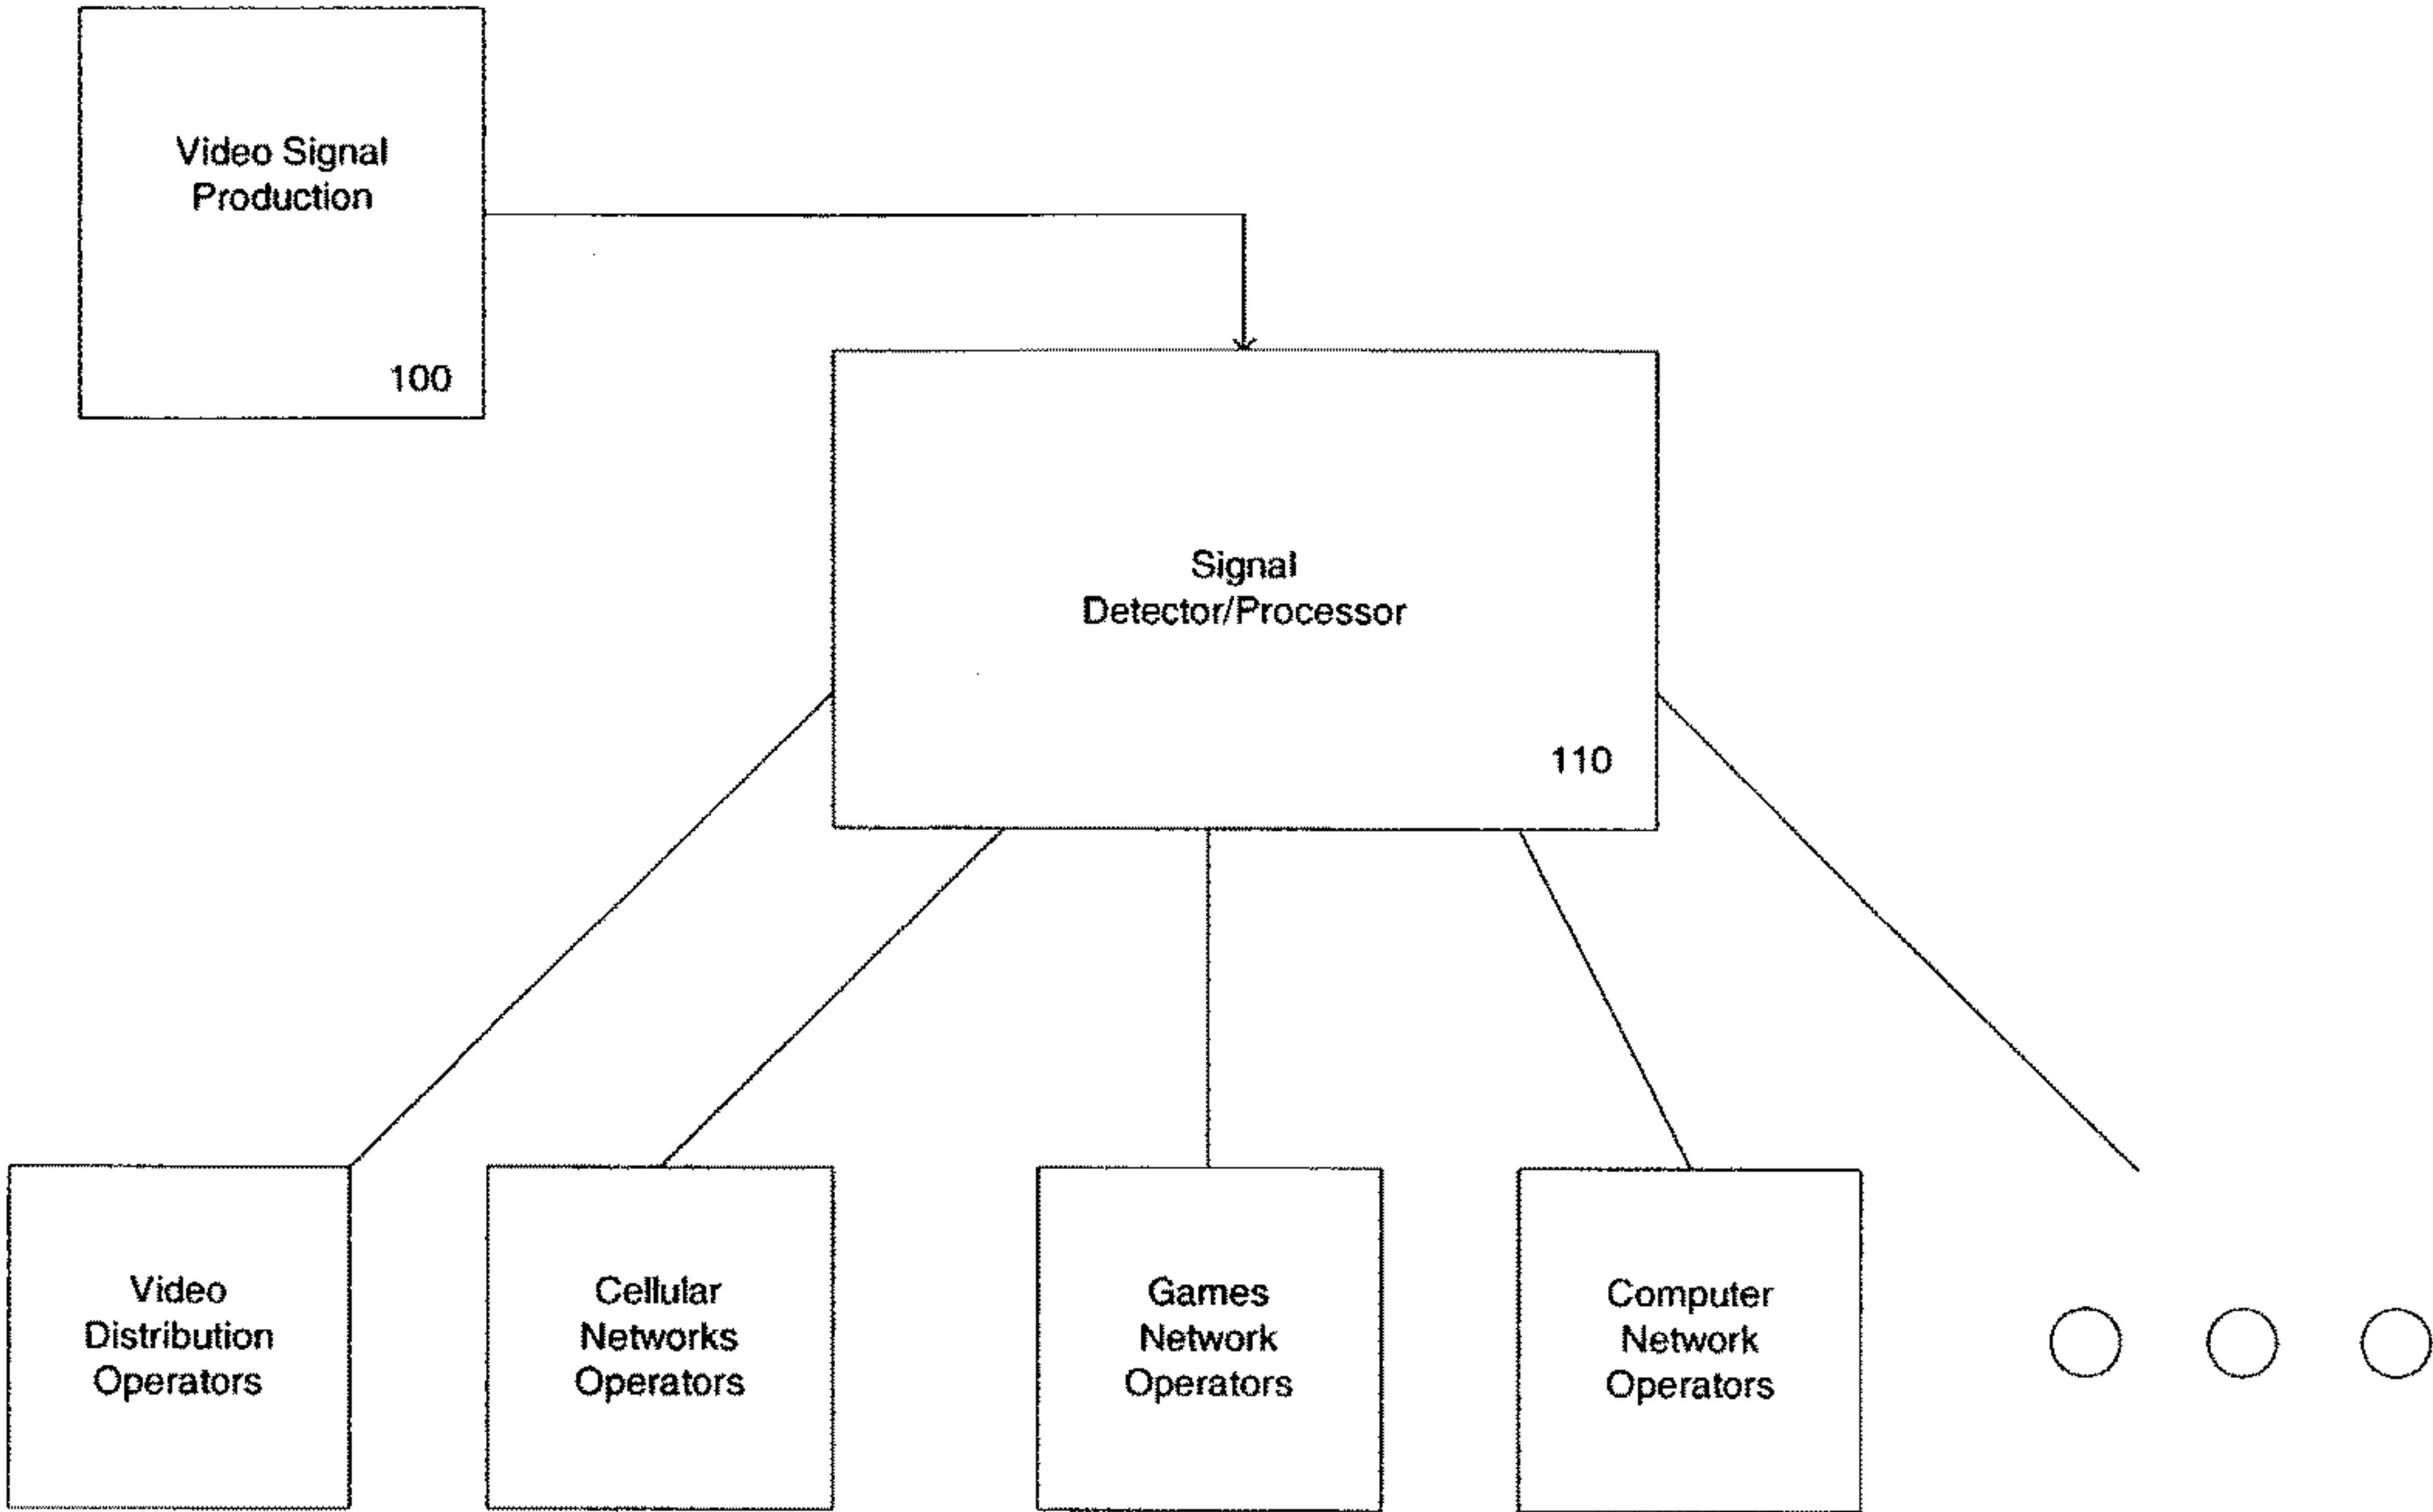 Video Signal
Production
100
Signal
Detector/Processor
110
Video
Distribution
Operators
Cellular
Networks
Operators
Games
Network
Operators
Computer
Network
Operators